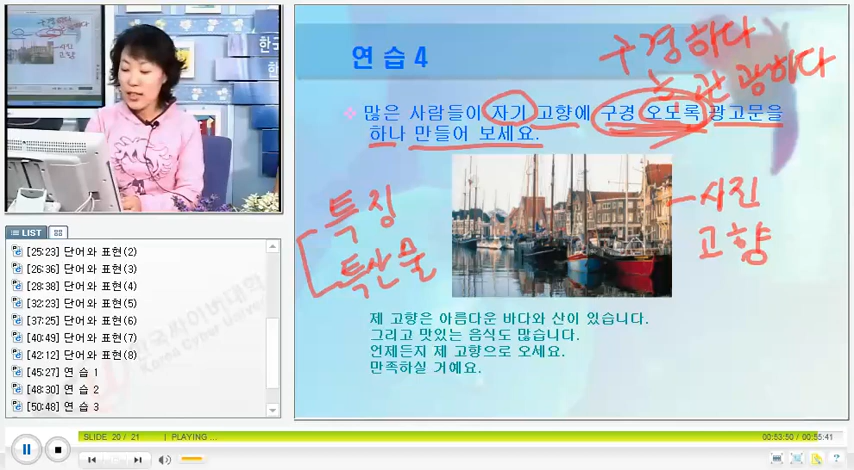 연 습 4
구경하다
관광하다
많은 사람들이 자기 고향에 구경 오도록 광고문을
하나 만들어 보세요.
특징
특산물
사진
고향
제 고향은 아름다운 바다와 산이 있습니다.
그리고 맛있는 음식도 많습니다.
언제든지 제 고향으로 오세요.
만족하실 거예요.
LIST
[25:23] 단어와 표현(2)
[26:36] 단어와 표현(3)
[28:38] 단어와 표현(4)
[32:23] 단어와 표현(5)
[37:25] 단어와 표현(6)
[40:49] 단어와 표현(7)
[42:12] 단어와 표현(8)
[45:27] 연 습 1
[48:30] 연 습 2
[50:48] 연 습 3
SLIDE 20 / 21 | PLAYING ...
00:53:50 / 00:55:41